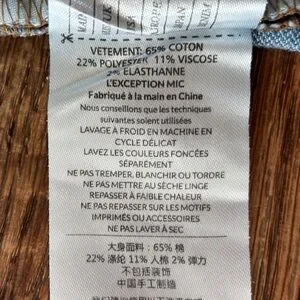 VETEMENT: 65% COTON
22% POLYESTER 11% VISCOSE
2% ELASTHANNE
L'EXCEPTION MIC
Fabriqué à la main en Chine
Nous conseillons que les techniques
suivantes soient utilisées
LAVAGE À FROID EN MACHINE EN
CYCLE DÉLICAT
LAVEZ LES COULEURS FONCÉES
SÉPARÉMENT
NE PAS TREMPER, BLANCHIR OU TORDRE
NE PAS METTRE AU SÈCHE LINGE
REPASSER À FAIBLE CHALEUR
NE PAS REPASSER SUR LES MOTIFS
IMPRIMÉS OU ACCESSOIRES
NE PAS LAVER À SEC
大身面料：65% 棉
22% 涤纶 11% 人棉 2% 弹力
不包括装饰
中国手工制造